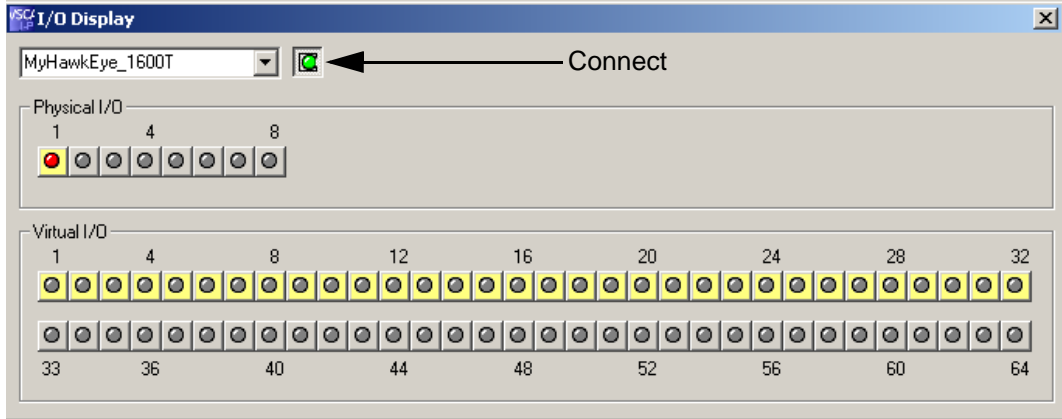 I/O Display
MyHawkEye_1600T
Connect
Physical I/O
1 4 8
Virtual I/O
1 4 8 12 16 20 24 28 32
33 36 40 44 48 52 56 60 64